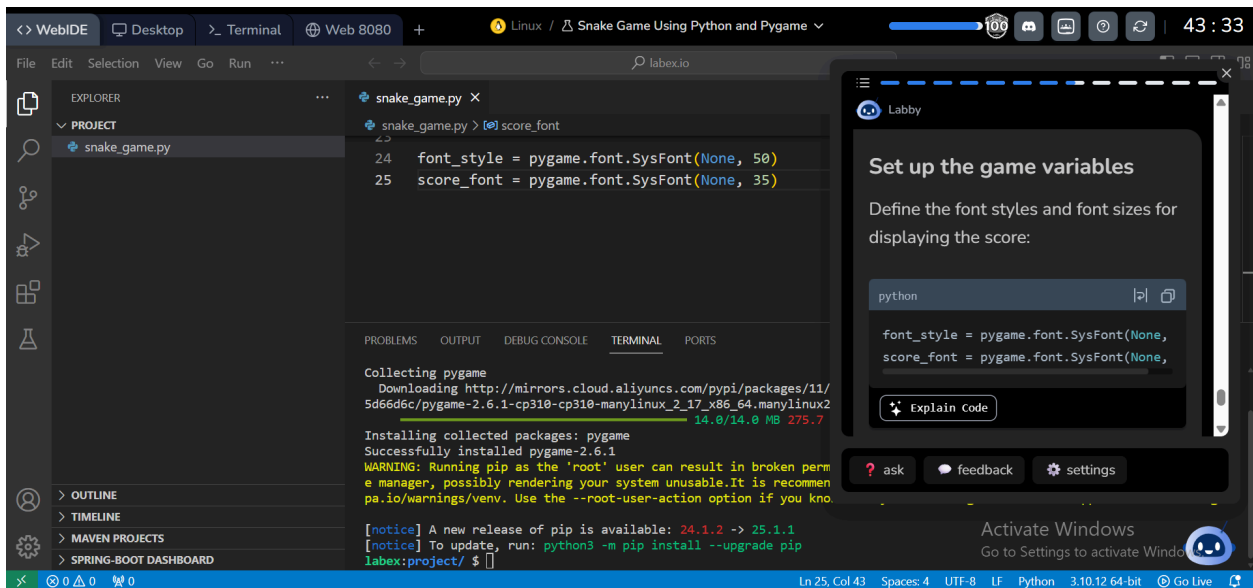 <> WebIDE Desktop >_ Terminal Web 8080 + Linux / Snake Game Using Python and Pygame 100 43 : 33
File Edit Selection View Go Run ··· labex.io
EXPLORER ···
PROJECT
snake_game.py
OUTLINE
TIMELINE
MAVEN PROJECTS
SPRING-BOOT DASHBOARD
snake_game.py
snake_game.py > score_font
23
24 font_style = pygame.font.SysFont(None, 50)
25 score_font = pygame.font.SysFont(None, 35)
PROBLEMS OUTPUT DEBUG CONSOLE TERMINAL PORTS
Collecting pygame
Downloading http://mirrors.cloud.aliyuncs.com/pypi/packages/11/
5d66d6c/pygame-2.6.1-cp310-cp310-manylinux_2_17_x86_64.manylinux2
14.0/14.0 MB 275.7
Installing collected packages: pygame
Successfully installed pygame-2.6.1
WARNING: Running pip as the 'root' user can result in broken perm
e manager, possibly rendering your system unusable.It is recommen
pa.io/warnings/venv. Use the --root-user-action option if you kno
[notice] A new release of pip is available: 24.1.2 -> 25.1.1
[notice] To update, run: python3 -m pip install --upgrade pip
labex:project/ $
Labby
Set up the game variables
Define the font styles and font sizes for
displaying the score:
python
font_style = pygame.font.SysFont(None,
score_font = pygame.font.SysFont(None,
Explain Code
? ask feedback settings
Activate Windows
Go to Settings to activate Windo
0 0 0 Ln 25, Col 43 Spaces: 4 UTF-8 LF Python 3.10.12 64-bit Go Live